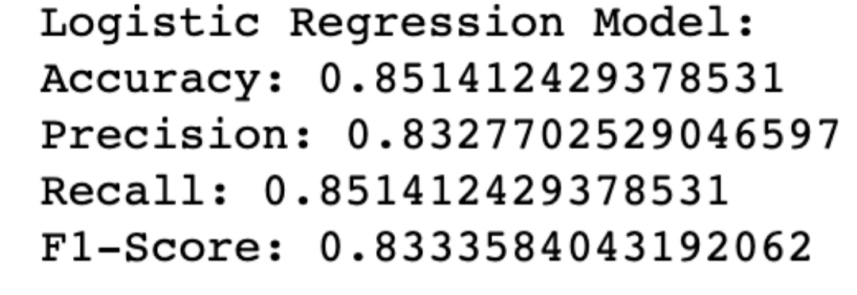 Logistic Regression Model:
Accuracy: 0.851412429378531
Precision: 0.8327702529046597
Recall: 0.851412429378531
F1-Score: 0.8333584043192062